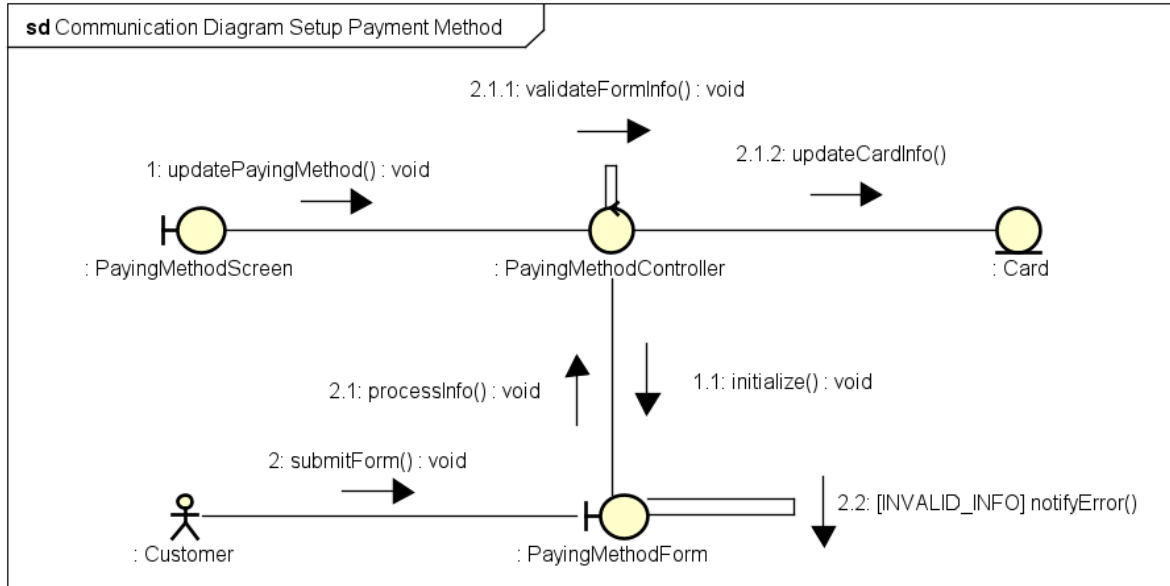 sd Communication Diagram Setup Payment Method
2.1.1: validateFormInfo() : void
1: updatePayingMethod() : void
2.1.2: updateCardInfo()
: PayingMethodScreen
: PayingMethodController
: Card
2.1: processInfo() : void
1.1: initialize() : void
2: submitForm() : void
2.2: [INVALID_INFO] notifyError()
: Customer
: PayingMethodForm